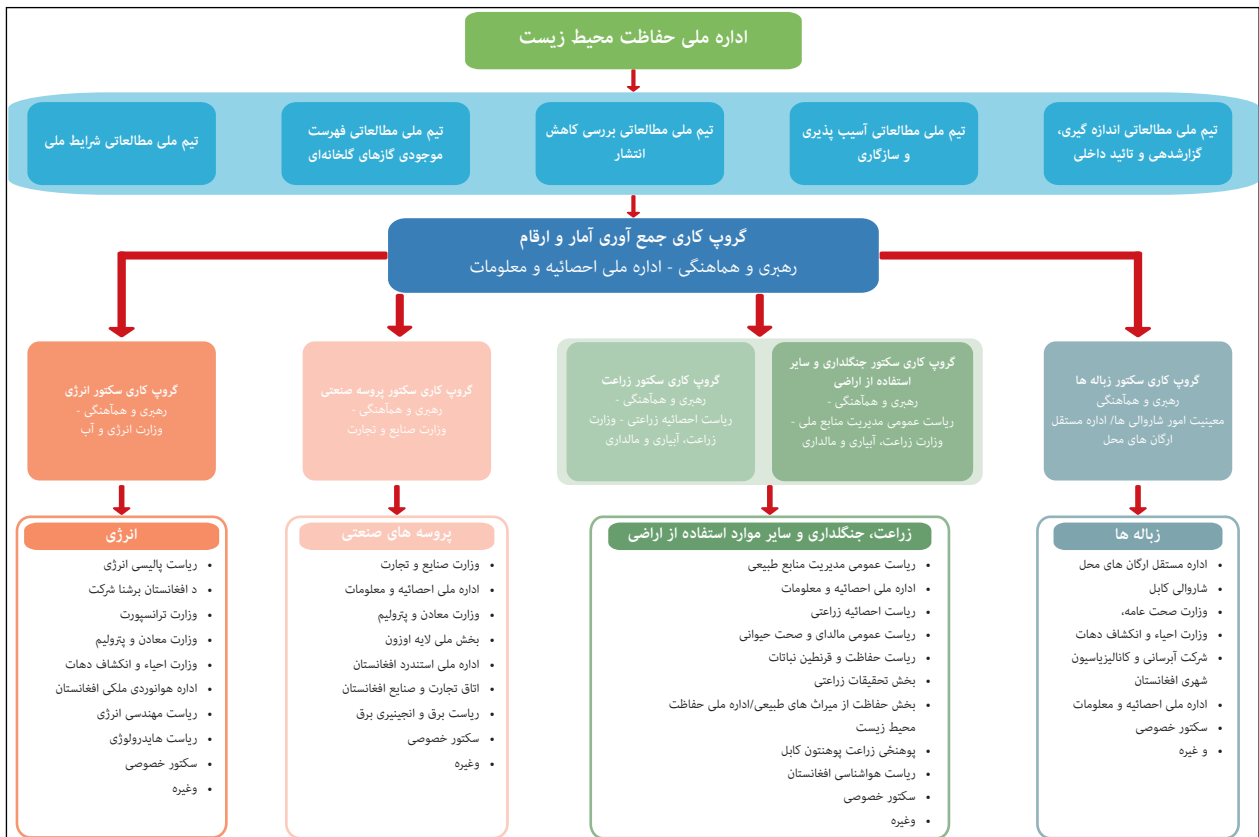 اداره ملی حفاظت محیط زیست
تیم ملی مطالعاتی اندازه گیری،
گزارشدهی و تائید داخلی
تیم ملی مطالعاتی آسیب پذیری
و سازگاری
تیم ملی مطالعاتی بررسی کاهش
انتشار
تیم ملی مطالعاتی فهرست
موجودی گازهای گلخانه‌ای
تیم ملی مطالعاتی شرایط ملی
گروپ کاری جمع آوری آمار و ارقام
رهبری و هماهنگی - اداره ملی احصائیه و معلومات
گروپ کاری سکتور زباله ها
رهبری و همآهنگی
معینیت امور شاروالی ها/ اداره مستقل
ارگان های محل
گروپ کاری سکتور جنگلداری و سایر
استفاده از اراضی
رهبری و همآهنگی -
ریاست عمومی مدیریت منابع ملی -
وزارت زراعت، آبیاری و مالداری
گروپ کاری سکتور زراعت
رهبری و همآهنگی -
ریاست احصائیه زراعتی - وزارت
زراعت، آبیاری و مالداری
گروپ کاری سکتور پروسه صنعتی
رهبری و همآهنگی -
وزارت صنایع و تجارت
گروپ کاری سکتور انرژی
رهبری و همآهنگی -
وزارت انرژی و آب
زباله ها
• اداره مستقل ارگان های محل
• شاروالی کابل
• وزارت صحت عامه،
• وزارت احیاء و انکشاف دهات
• شرکت آبرسانی و کانالیزیاسیون
شهری افغانستان
• اداره ملی احصائیه و معلومات
• سکتور خصوصی
• و غیره
زراعت، جنگلداری و سایر موارد استفاده از اراضی
• ریاست عمومی مدیریت منابع طبیعی
• اداره ملی احصائیه و معلومات
• ریاست احصائیه زراعتی
• ریاست عمومی مالدای و صحت حیوانی
• ریاست حفاظت و قرنطین نباتات
• بخش تحقیقات زراعتی
• بخش حفاظت از میراث های طبیعی/اداره ملی حفاظت
محیط زیست
• پوهنځی زراعت پوهنتون کابل
• ریاست هواشناسی افغانستان
• سکتور خصوصی
• وغیره
پروسه های صنعتی
• وزارت صنایع و تجارت
• اداره ملی احصائیه و معلومات
• وزارت معادن و پترولیم
• بخش ملی لایه اوزون
• اداره ملی استندرد افغانستان
• اتاق تجارت و صنایع افغانستان
• ریاست برق و انجینیری برق
• سکتور خصوصی
• وغیره
انرژی
• ریاست پالیسی انرژی
• د افغانستان برشنا شرکت
• وزارت ترانسپورت
• وزارت معادن و پترولیم
• وزارت احیاء و انکشاف دهات
• اداره هوانوردی ملکی افغانستان
• ریاست مهندسی انرژی
• ریاست هایدرولوژی
• سکتور خصوصی
• وغیره